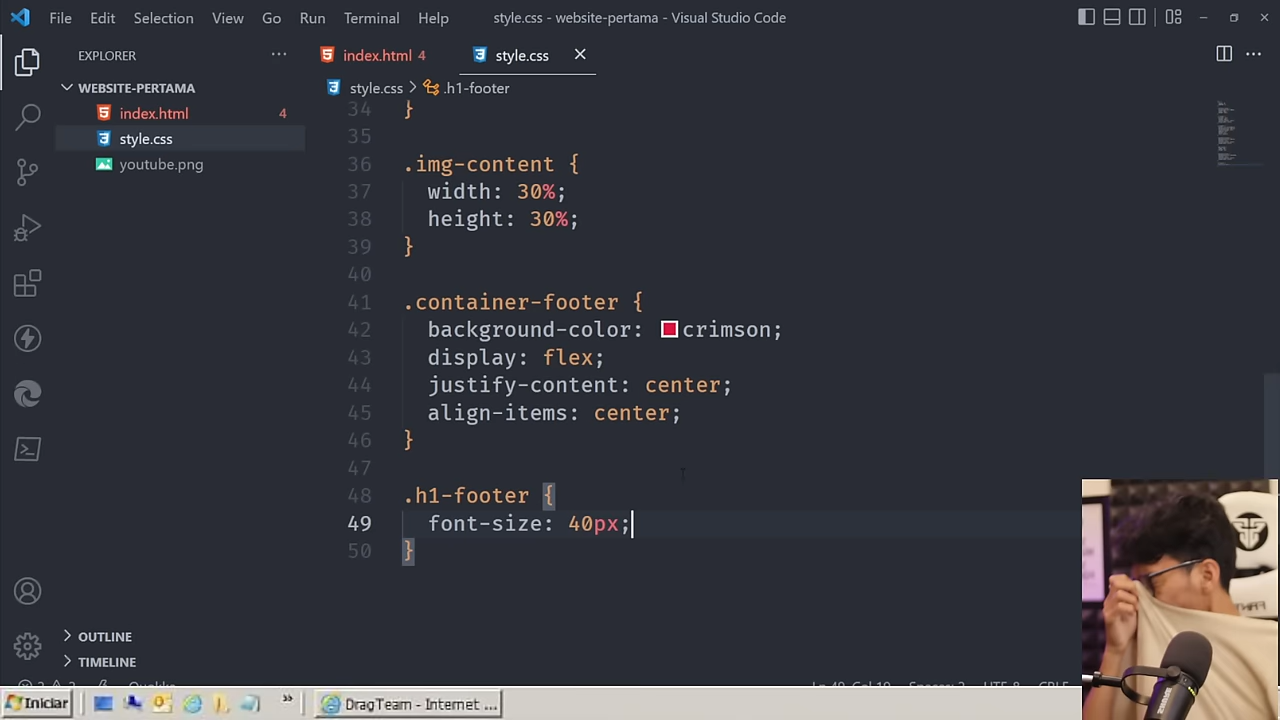 File Edit Selection View Go Run Terminal Help
style.css - website-pertama - Visual Studio Code
EXPLORER
WEBSITE-PERTAMA
index.html 4
style.css
youtube.png
OUTLINE
TIMELINE
index.html 4
style.css
style.css > .h1-footer
34 }
35
36 .img-content {
37 width: 30%;
38 height: 30%;
39 }
40
41 .container-footer {
42 background-color: crimson;
43 display: flex;
44 justify-content: center;
45 align-items: center;
46 }
47
48 .h1-footer {
49 font-size: 40px;
50 }
Iniciar
DragTeam - Internet ...